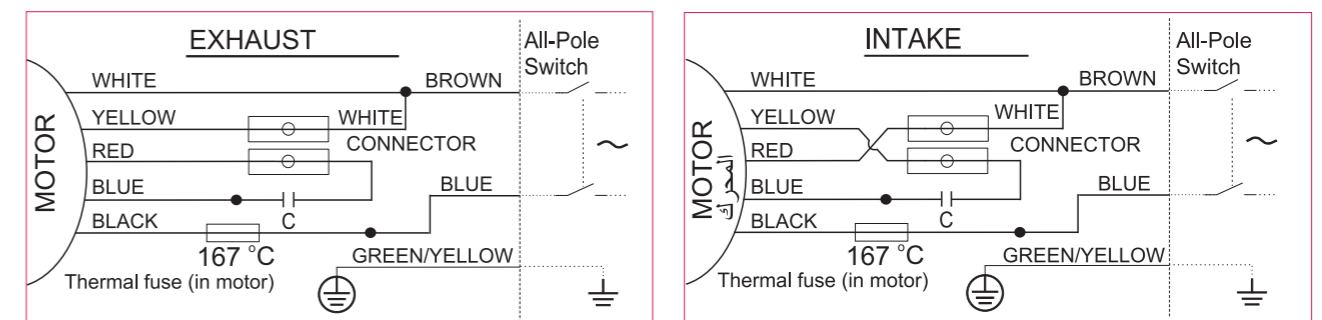 EXHAUST
All-Pole
Switch
WHITE
BROWN
YELLOW
WHITE
CONNECTOR
RED
MOTOR
BLUE
BLUE
C
BLACK
167 °C
GREEN/YELLOW
Thermal fuse (in motor)
INTAKE
All-Pole
Switch
WHITE
BROWN
YELLOW
WHITE
CONNECTOR
RED
MOTOR
BLUE
BLUE
C
BLACK
167 °C
GREEN/YELLOW
Thermal fuse (in motor)